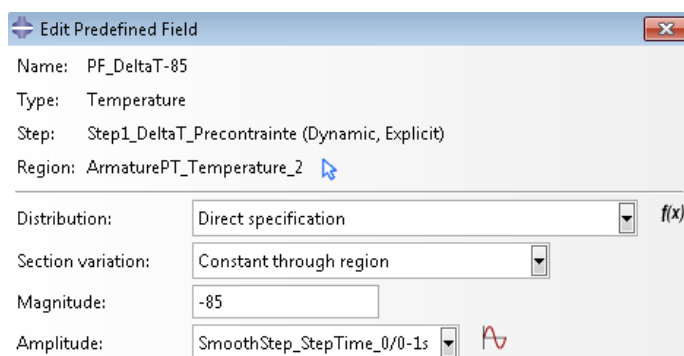 Edit Predefined Field
Name: PF_DeltaT-85
Type: Temperature
Step: Step1_DeltaT_Precontrainte (Dynamic, Explicit)
Region: ArmaturePT_Temperature_2
Distribution: Direct specification f(x)
Section variation: Constant through region
Magnitude: -85
Amplitude: SmoothStep_StepTime_0/0-1s